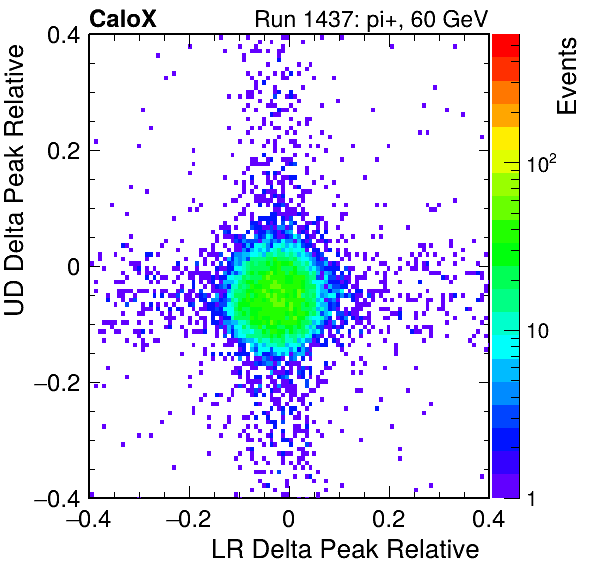 CaloX Run 1437: pi+, 60 GeV
UD Delta Peak Relative
0.4
0.2
0
−0.2
−0.4
−0.4 −0.2 0 0.2 0.4
LR Delta Peak Relative
Events
10²
10
1